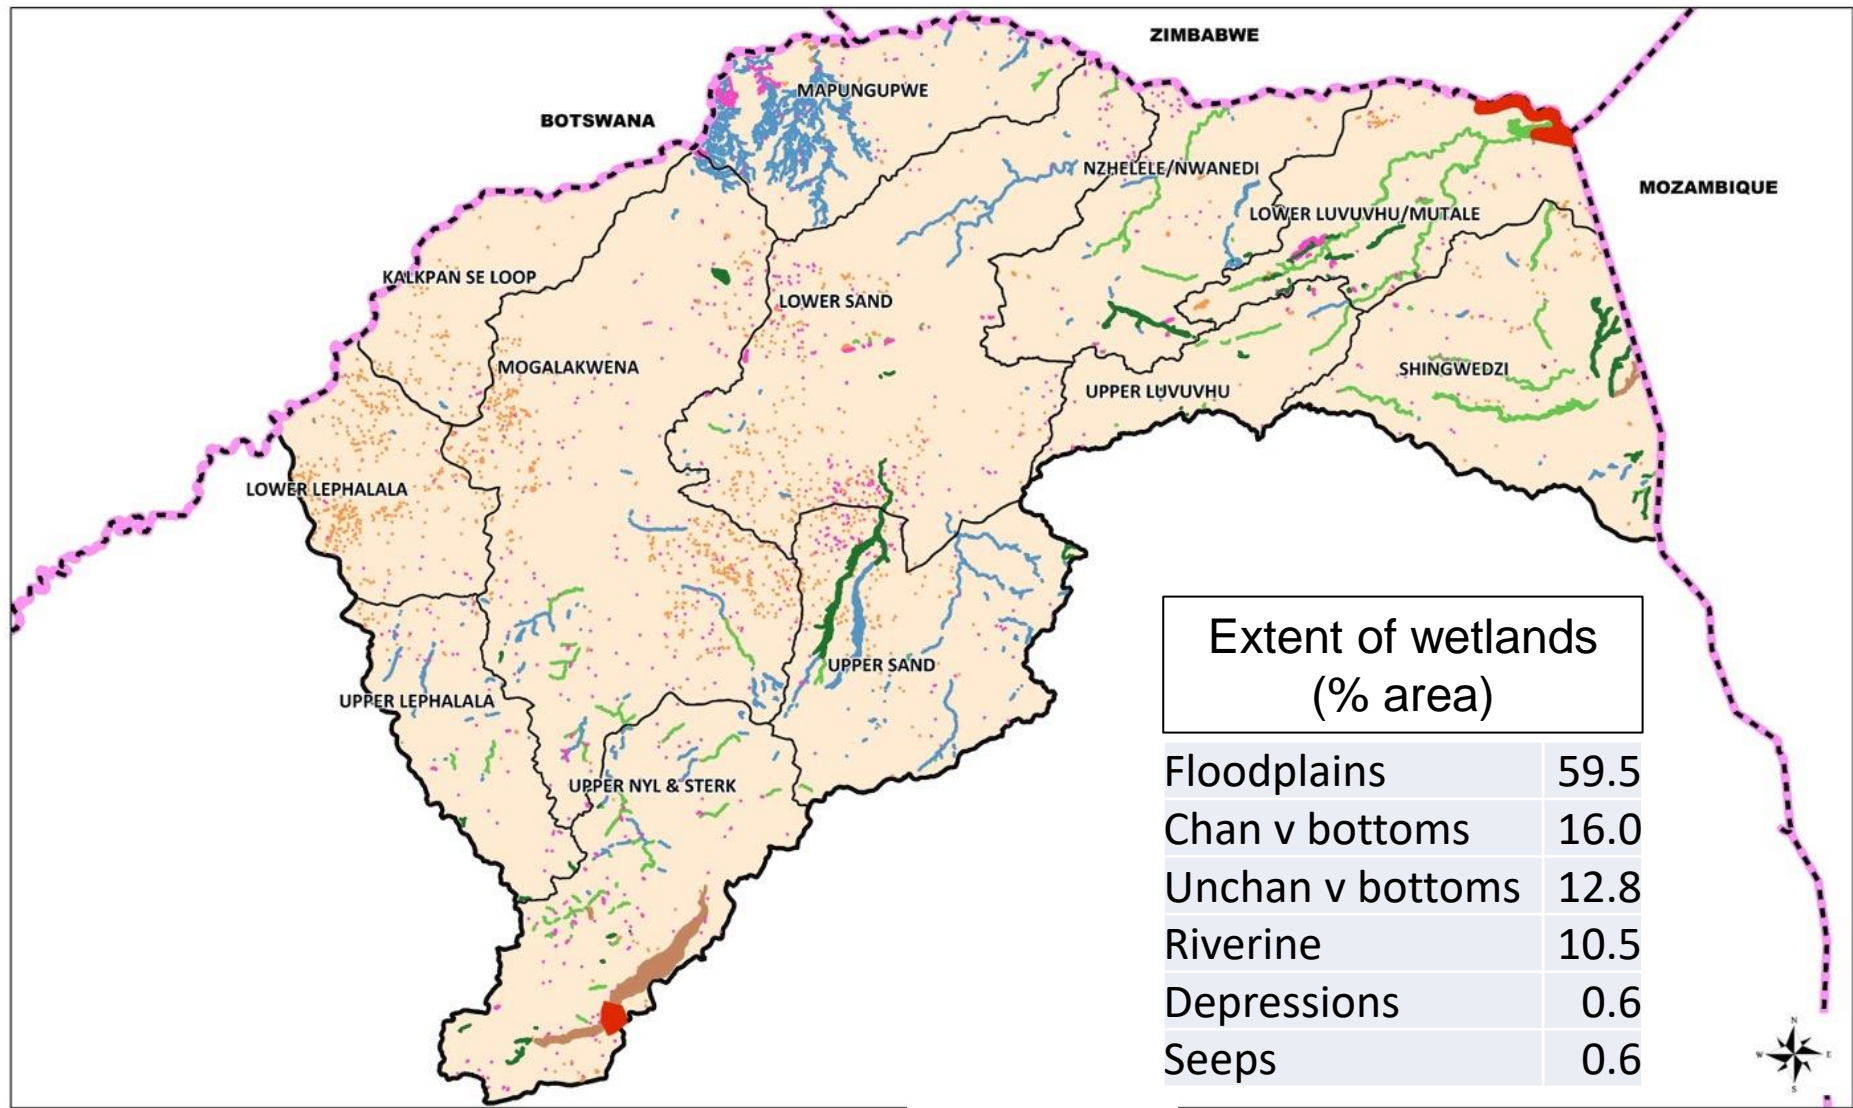 ZIMBABWE
MAPUNGUPWE
BOTSWANA
NZHELELE/NWANEDI
MOZAMBIQUE
LOWER LUVUVHU/MUTALE
KALKPAN SE LOOP
LOWER SAND
MOGALAKWENA
SHINGWEDZI
UPPER LUVUVHU
LOWER LEPHALALA
UPPER SAND
UPPER LEPHALALA
UPPER NYL & STERK
Extent of wetlands
(% area)
Floodplains 59.5
Chan v bottoms 16.0
Unchan v bottoms 12.8
Riverine 10.5
Depressions 0.6
Seeps 0.6
N
W E
S